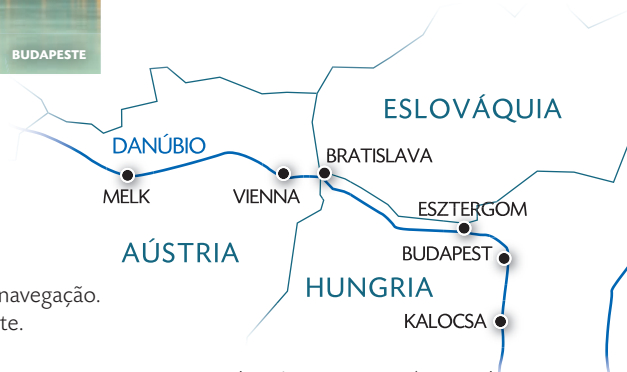 BUDAPESTE
ESLOVÁQUIA
DANÚBIO
BRATISLAVA
MELK
VIENNA
ESZTERGOM
AÚSTRIA
BUDAPEST
HUNGRIA
navegação.
te.
KALOCSA